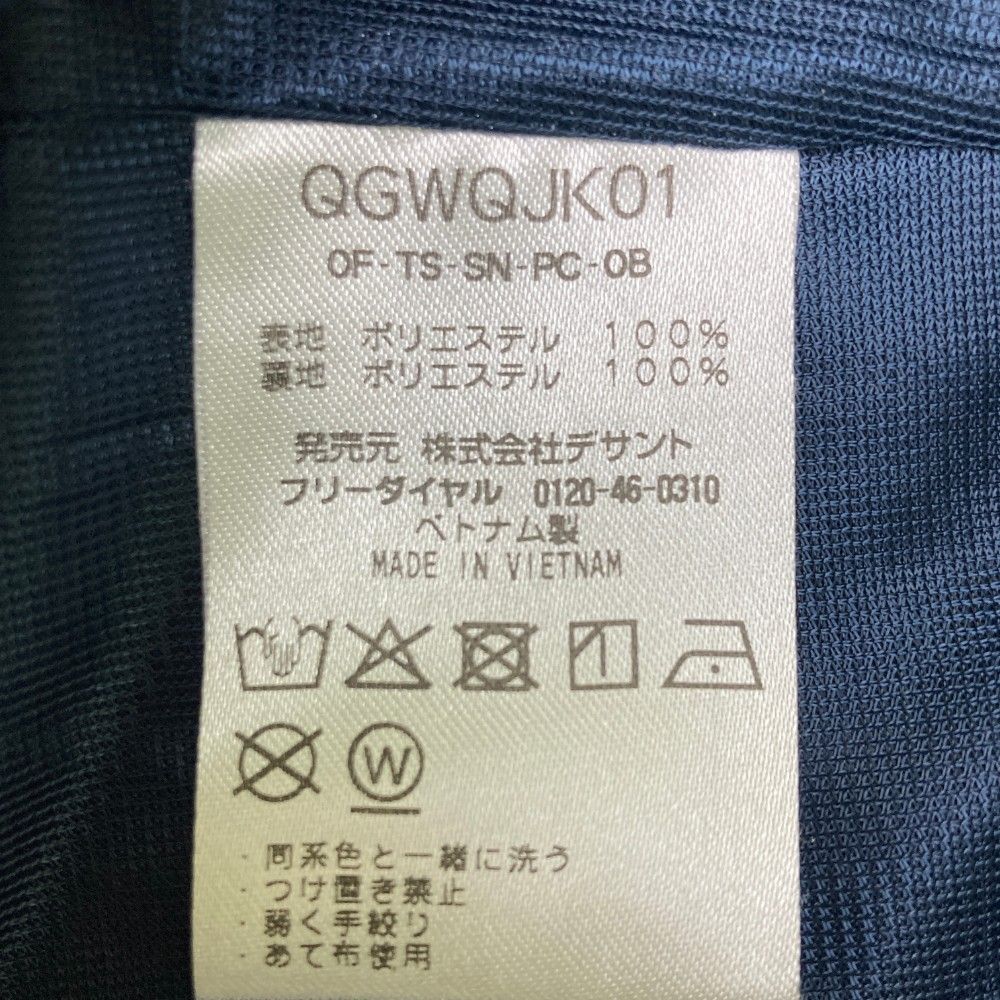 QGWQJK01
OF-TS-SN-PC-OB
表地 ポリエステル 100%
裏地 ポリエステル 100%
発売元 株式会社デサント
フリーダイヤル 0120-46-0310
ベトナム製
MADE IN VIETNAM
W
・同系色と一緒に洗う
・つけ置き禁止
・弱く手絞り
・あて布使用